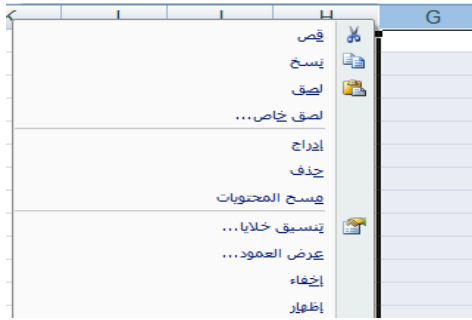 G H
قص
نسخ
لصق
لصق خاص...
إدراج
حذف
مسح المحتويات
تنسيق خلايا...
عرض العمود...
إخفاء
إظهار